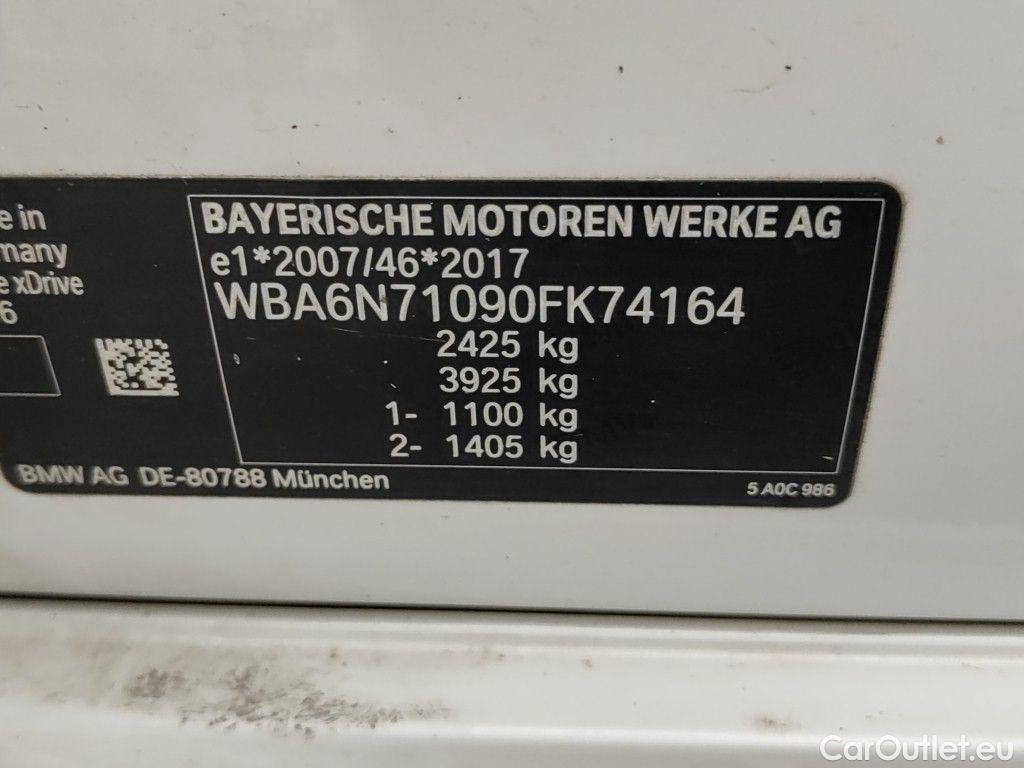 e in
many
e xDrive
6
BAYERISCHE MOTOREN WERKE AG
e1*2007/46*2017
WBA6N71090FK74164
2425 kg
3925 kg
1- 1100 kg
2- 1405 kg
BMW AG DE-80788 München
5 A0C 986
CarOutlet.eu